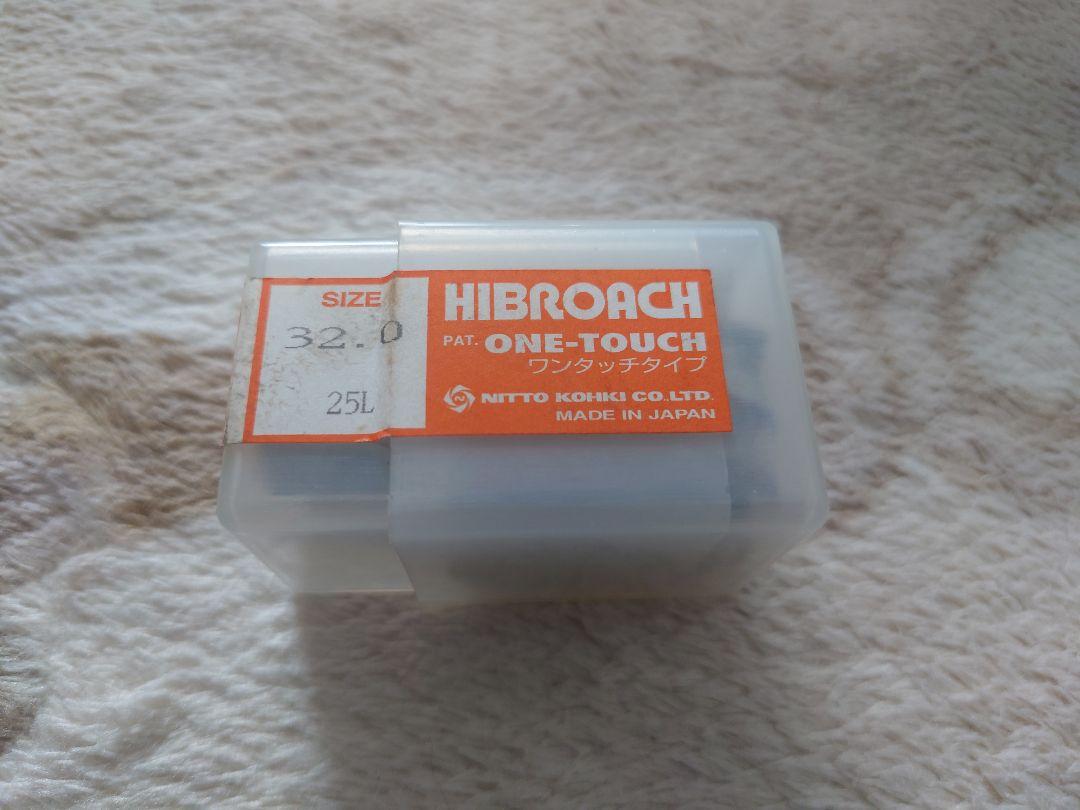 SIZE
32.0
25L
HIBROACH
PAT. ONE-TOUCH
ワンタッチタイプ
NITTO KOHKI CO.,LTD.
MADE IN JAPAN